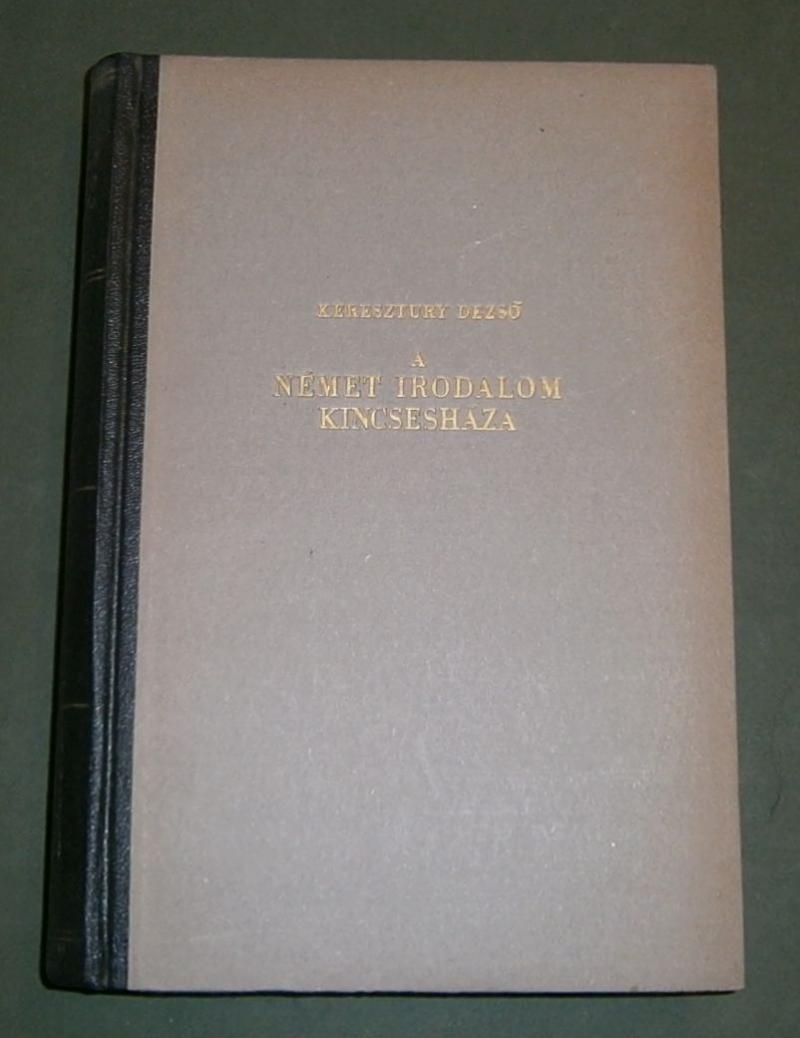 KERESZTURY DEZSŐ
A
NÉMET IRODALOM
KINCSESHÁZA